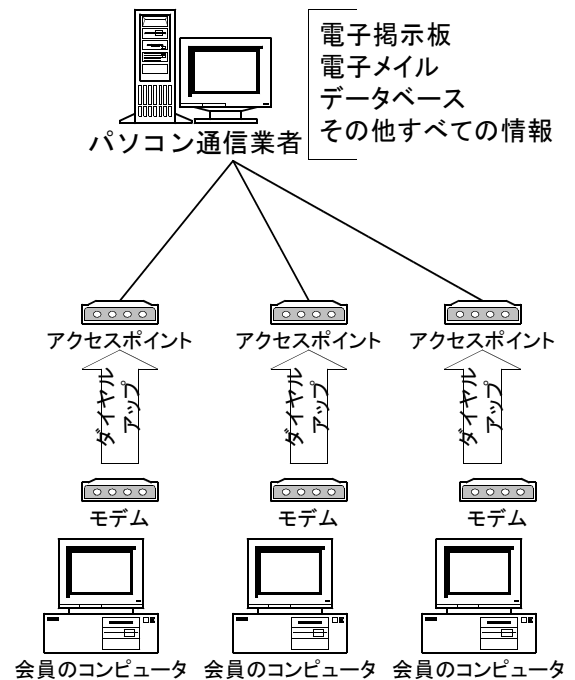 電子掲示板
電子メイル
データベース
その他すべての情報
パソコン通信業者
アクセスポイント
アクセスポイント
アクセスポイント
ダイヤル
アップ
ダイヤル
アップ
ダイヤル
アップ
モデム
モデム
モデム
会員のコンピュータ
会員のコンピュータ
会員のコンピュータ